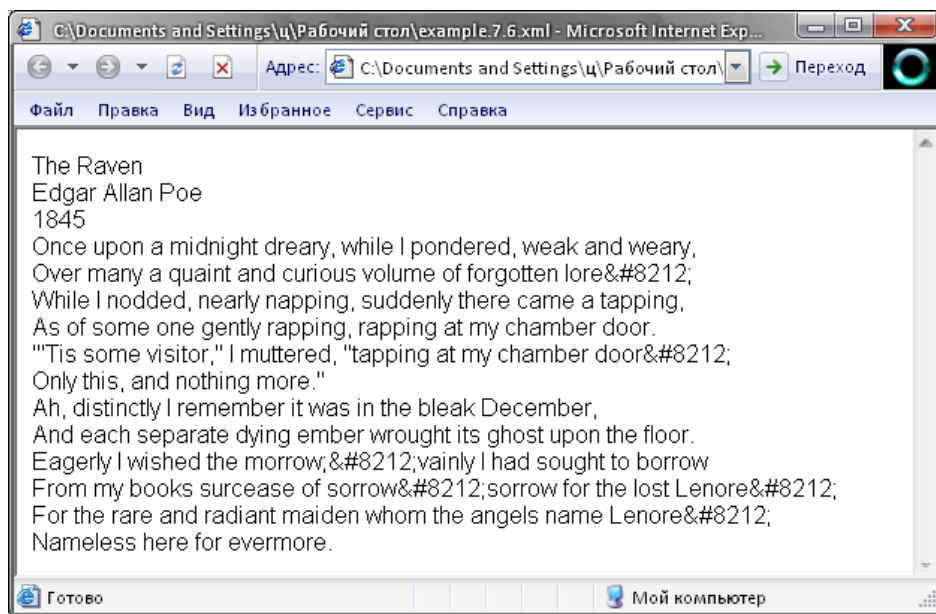 C:\Documents and Settings\ц\Рабочий стол\example.7.6.xml - Microsoft Internet Exp...
Адрес: C:\Documents and Settings\ц\Рабочий стол\ Переход
Файл Правка Вид Избранное Сервис Справка
The Raven
Edgar Allan Poe
1845
Once upon a midnight dreary, while I pondered, weak and weary,
Over many a quaint and curious volume of forgotten lore&#8212;
While I nodded, nearly napping, suddenly there came a tapping,
As of some one gently rapping, rapping at my chamber door.
"'Tis some visitor," I muttered, "tapping at my chamber door&#8212;
Only this, and nothing more."
Ah, distinctly I remember it was in the bleak December,
And each separate dying ember wrought its ghost upon the floor.
Eagerly I wished the morrow;&#8212;vainly I had sought to borrow
From my books surcease of sorrow&#8212;sorrow for the lost Lenore&#8212;
For the rare and radiant maiden whom the angels name Lenore&#8212;
Nameless here for evermore.
Готово Мой компьютер